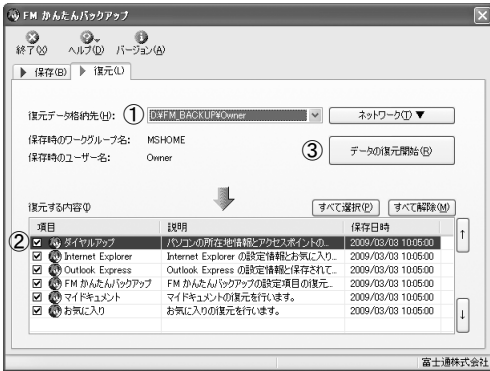 FM かんたんバックアップ
終了(X) ヘルプ(D) バージョン(A)
保存(B) 復元(L)
復元データ格納先(H): ① D:¥FM_BACKUP¥Owner ネットワーク(T) ▼
保存時のワークグループ名: MSHOME
保存時のユーザー名: Owner
③ データの復元開始(R)
復元する内容(I) すべて選択(P) すべて解除(M)
項目 説明 保存日時
② ダイヤルアップ パソコンの所在地情報とアクセスポイントの... 2009/03/03 10:05:00
Internet Explorer Internet Explorer の設定情報とお気に入り... 2009/03/03 10:05:00
Outlook Express Outlook Express の設定情報と保存されて... 2009/03/03 10:05:00
FM かんたんバックアップ FM かんたんバックアップの設定項目の復元... 2009/03/03 10:05:00
マイドキュメント マイドキュメントの復元を行います。 2009/03/03 10:05:00
お気に入り お気に入りの復元を行います。 2009/03/03 10:05:00
富士通株式会社